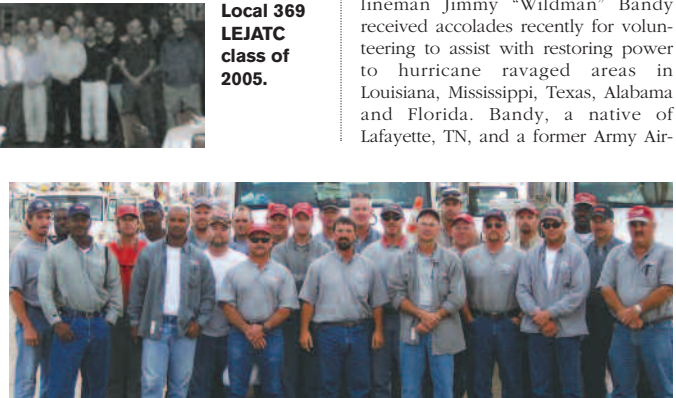 Local 369
LEJATC
class of
2005.
lineman Jimmy “Wildman” Bandy
received accolades recently for volun-
teering to assist with restoring power
to hurricane ravaged areas in
Louisiana, Mississippi, Texas, Alabama
and Florida. Bandy, a native of
Lafayette, TN, and a former Army Air-